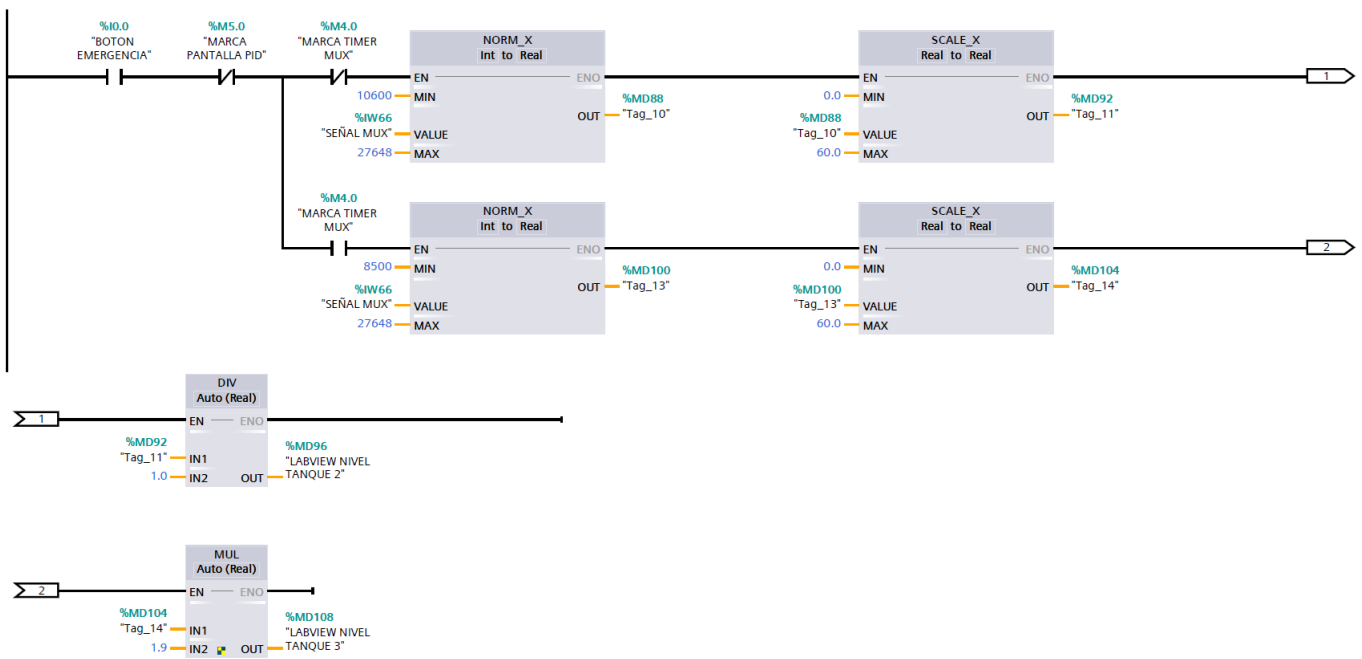 %I0.0
"BOTON
EMERGENCIA"
%M5.0
"MARCA
PANTALLA PID"
%M4.0
"MARCA TIMER
MUX"
NORM_X
Int to Real
EN
ENO
10600
MIN
%IW66
"SEÑAL MUX"
VALUE
27648
MAX
OUT
%MD88
"Tag_10"
SCALE_X
Real to Real
EN
ENO
0.0
MIN
%MD88
"Tag_10"
VALUE
60.0
MAX
OUT
%MD92
"Tag_11"
1
%M4.0
"MARCA TIMER
MUX"
NORM_X
Int to Real
EN
ENO
8500
MIN
%IW66
"SEÑAL MUX"
VALUE
27648
MAX
OUT
%MD100
"Tag_13"
SCALE_X
Real to Real
EN
ENO
0.0
MIN
%MD100
"Tag_13"
VALUE
60.0
MAX
OUT
%MD104
"Tag_14"
2
1
DIV
Auto (Real)
EN
ENO
%MD92
"Tag_11"
IN1
1.0
IN2
OUT
%MD96
"LABVIEW NIVEL
TANQUE 2"
2
MUL
Auto (Real)
EN
ENO
%MD104
"Tag_14"
IN1
1.9
IN2
OUT
%MD108
"LABVIEW NIVEL
TANQUE 3"